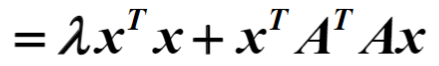 = λx^T x + x^T A^T Ax